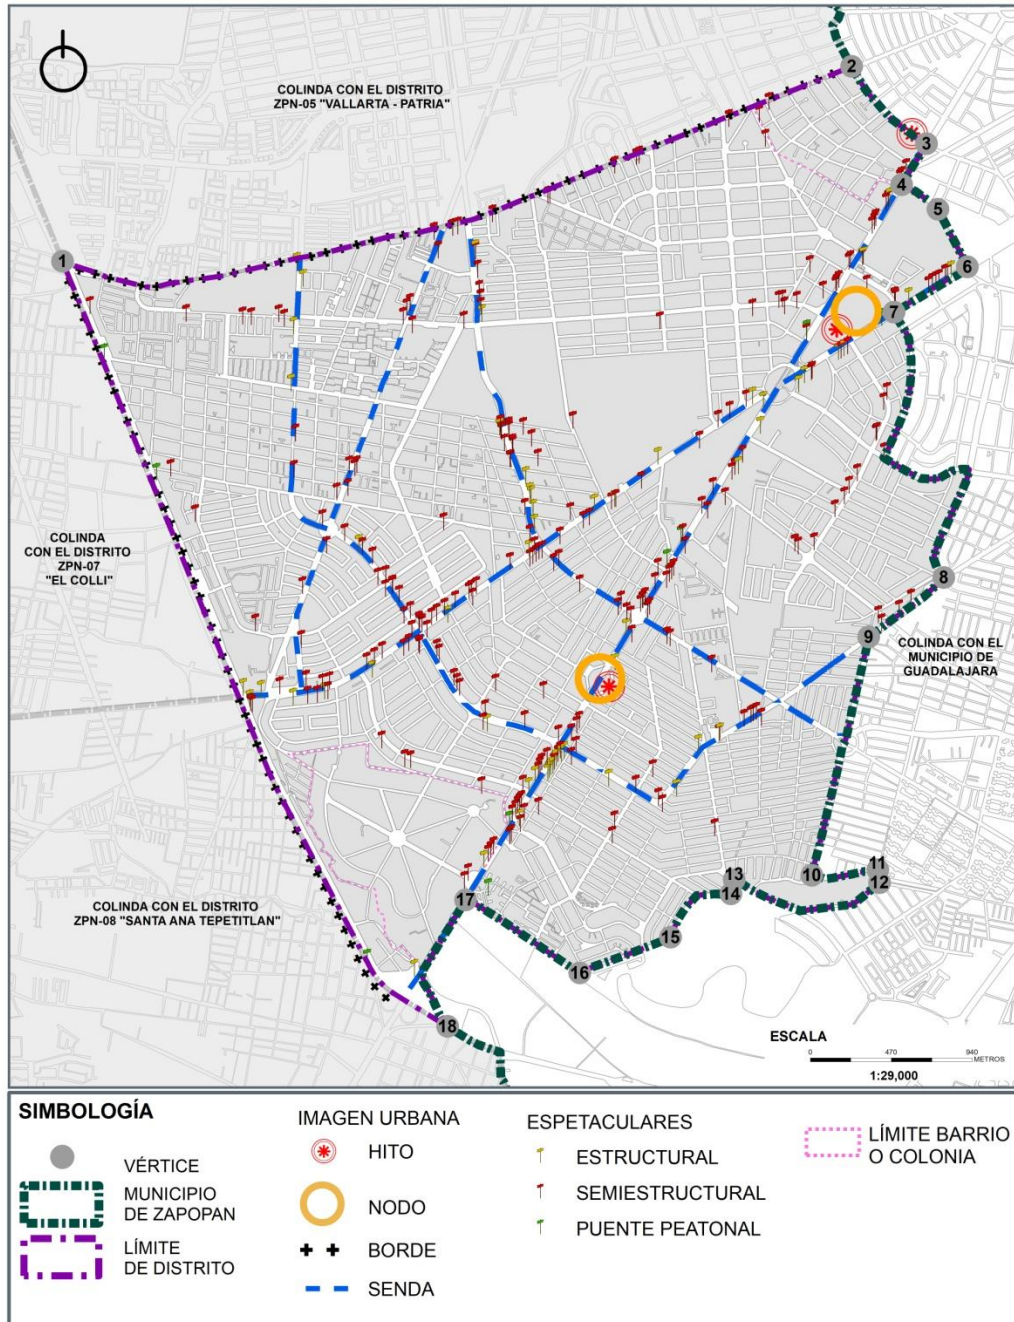 COLINDA CON EL DISTRITO
ZPN-05 "VALLARTA - PATRIA"
2
3
4
5
1
6
7
COLINDA
CON EL DISTRITO
ZPN-07
"EL COLLI"
8
9
COLINDA CON EL
MUNICIPIO DE
GUADALAJARA
10
11
12
13
14
COLINDA CON EL DISTRITO
ZPN-08 "SANTA ANA TEPETITLAN"
17
15
16
18
ESCALA
0 470 940
METROS
1:29,000
SIMBOLOGÍA
VÉRTICE
MUNICIPIO
DE ZAPOPAN
LÍMITE
DE DISTRITO
IMAGEN URBANA
HITO
NODO
BORDE
SENDA
ESPETACULARES
ESTRUCTURAL
SEMIESTRUCTURAL
PUENTE PEATONAL
LÍMITE BARRIO
O COLONIA